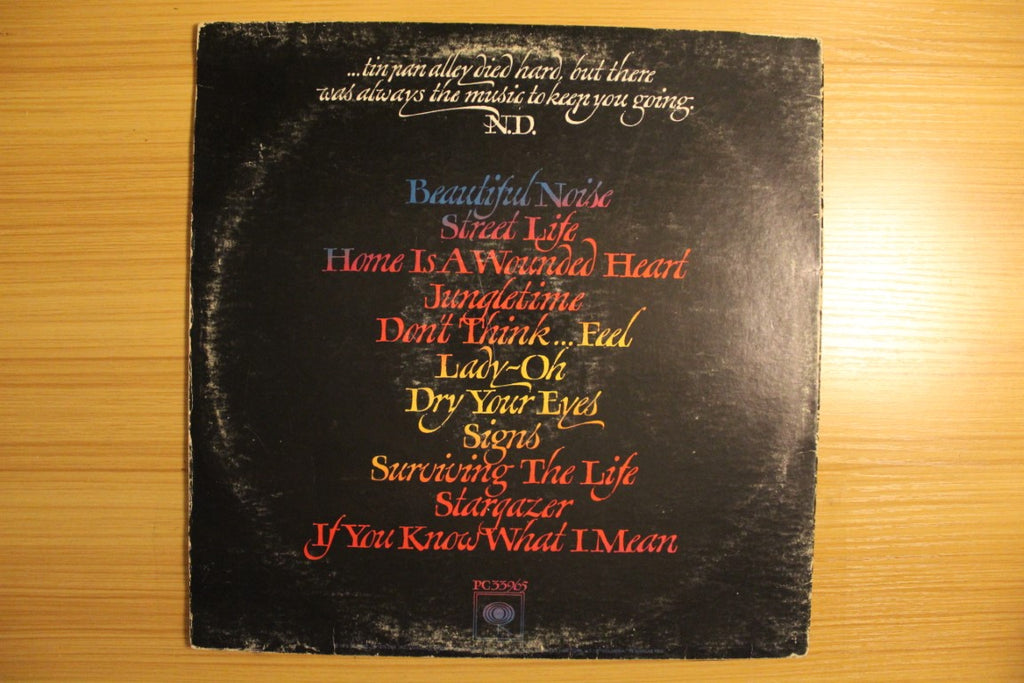 ...tin pan alley died hard, but there
was always the music to keep you going.
N.D.
Beautiful Noise
Street Life
Home Is A Wounded Heart
Jungletime
Don't Think...Feel
Lady-Oh
Dry Your Eyes
Signs
Surviving The Life
Stargazer
If You Know What I Mean
PC 33965